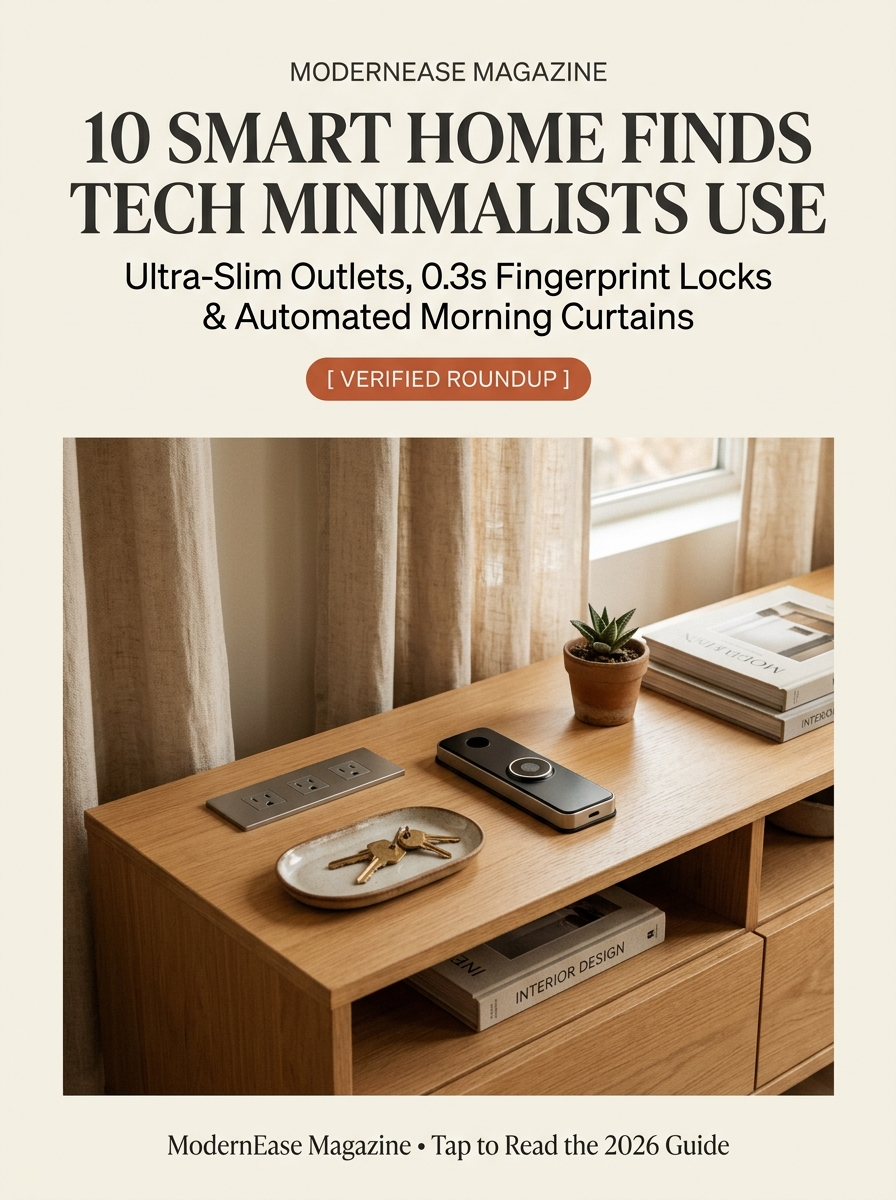 MODERNEASE MAGAZINE
10 SMART HOME FINDS
TECH MINIMALISTS USE
Ultra-Slim Outlets, 0.3s Fingerprint Locks
& Automated Morning Curtains
[ VERIFIED ROUNDUP ]
INTERIOR DESIGN
ModernEase Magazine • Tap to Read the 2026 Guide